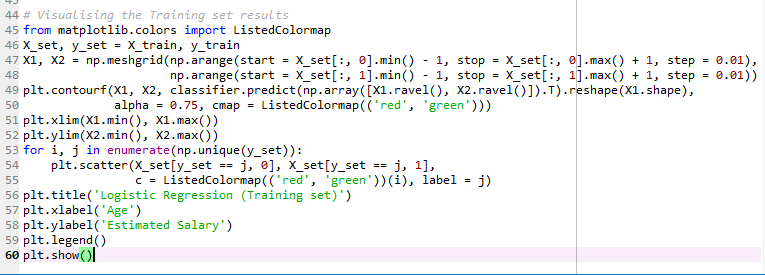 44 # Visualising the Training set results
45 from matplotlib.colors import ListedColormap
46 X_set, y_set = X_train, y_train
47 X1, X2 = np.meshgrid(np.arange(start = X_set[:, 0].min() - 1, stop = X_set[:, 0].max() + 1, step = 0.01),
48                      np.arange(start = X_set[:, 1].min() - 1, stop = X_set[:, 1].max() + 1, step = 0.01))
49 plt.contourf(X1, X2, classifier.predict(np.array([X1.ravel(), X2.ravel()]).T).reshape(X1.shape),
50              alpha = 0.75, cmap = ListedColormap(('red', 'green')))
51 plt.xlim(X1.min(), X1.max())
52 plt.ylim(X2.min(), X2.max())
53 for i, j in enumerate(np.unique(y_set)):
54     plt.scatter(X_set[y_set == j, 0], X_set[y_set == j, 1],
55                 c = ListedColormap(('red', 'green'))(i), label = j)
56 plt.title('Logistic Regression (Training set)')
57 plt.xlabel('Age')
58 plt.ylabel('Estimated Salary')
59 plt.legend()
60 plt.show()